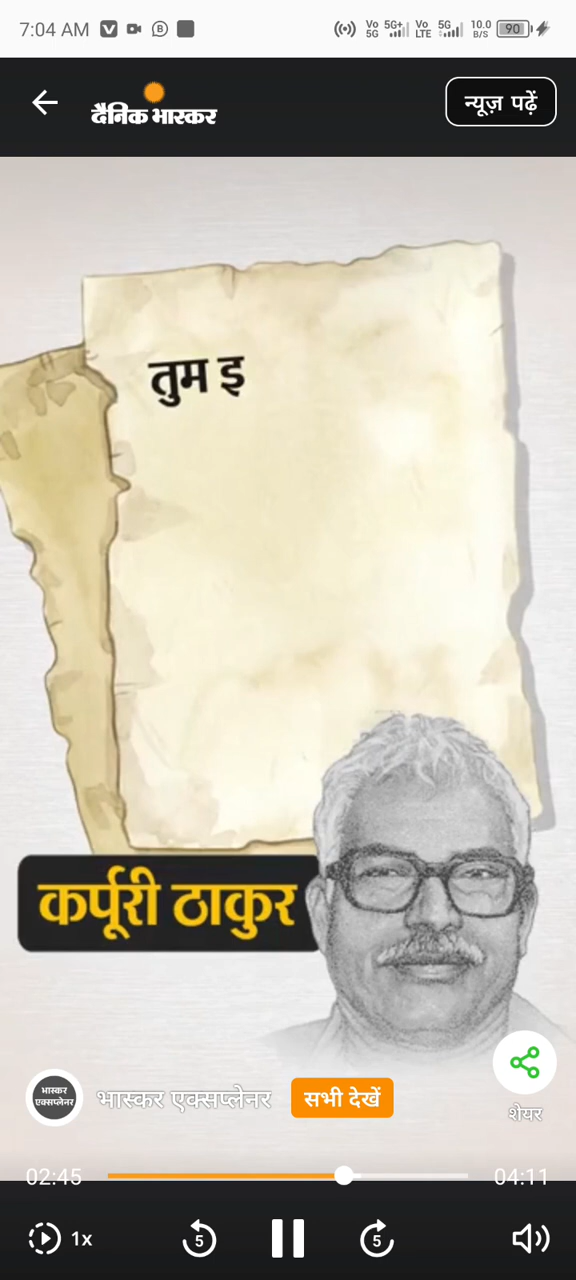 7:04 AM
Vo 5G 5G+ Vo LTE 5G 10.0 B/S 90
दैनिक भास्कर
न्यूज़ पढ़ें
तुम इ
कर्पूरी ठाकुर
भास्कर एक्सप्लेनर
भास्कर एक्सप्लेनर
सभी देखें
शेयर
02:45
04:11
1x
5
5